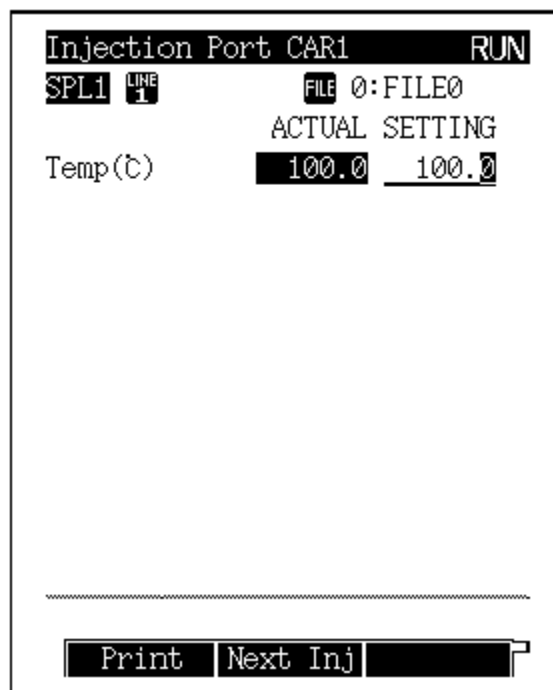 Injection Port CAR1 RUN
SPL1 LINE 1 FILE 0:FILE0
ACTUAL SETTING
Temp(℃) 100.0 100.0
Print Next Inj